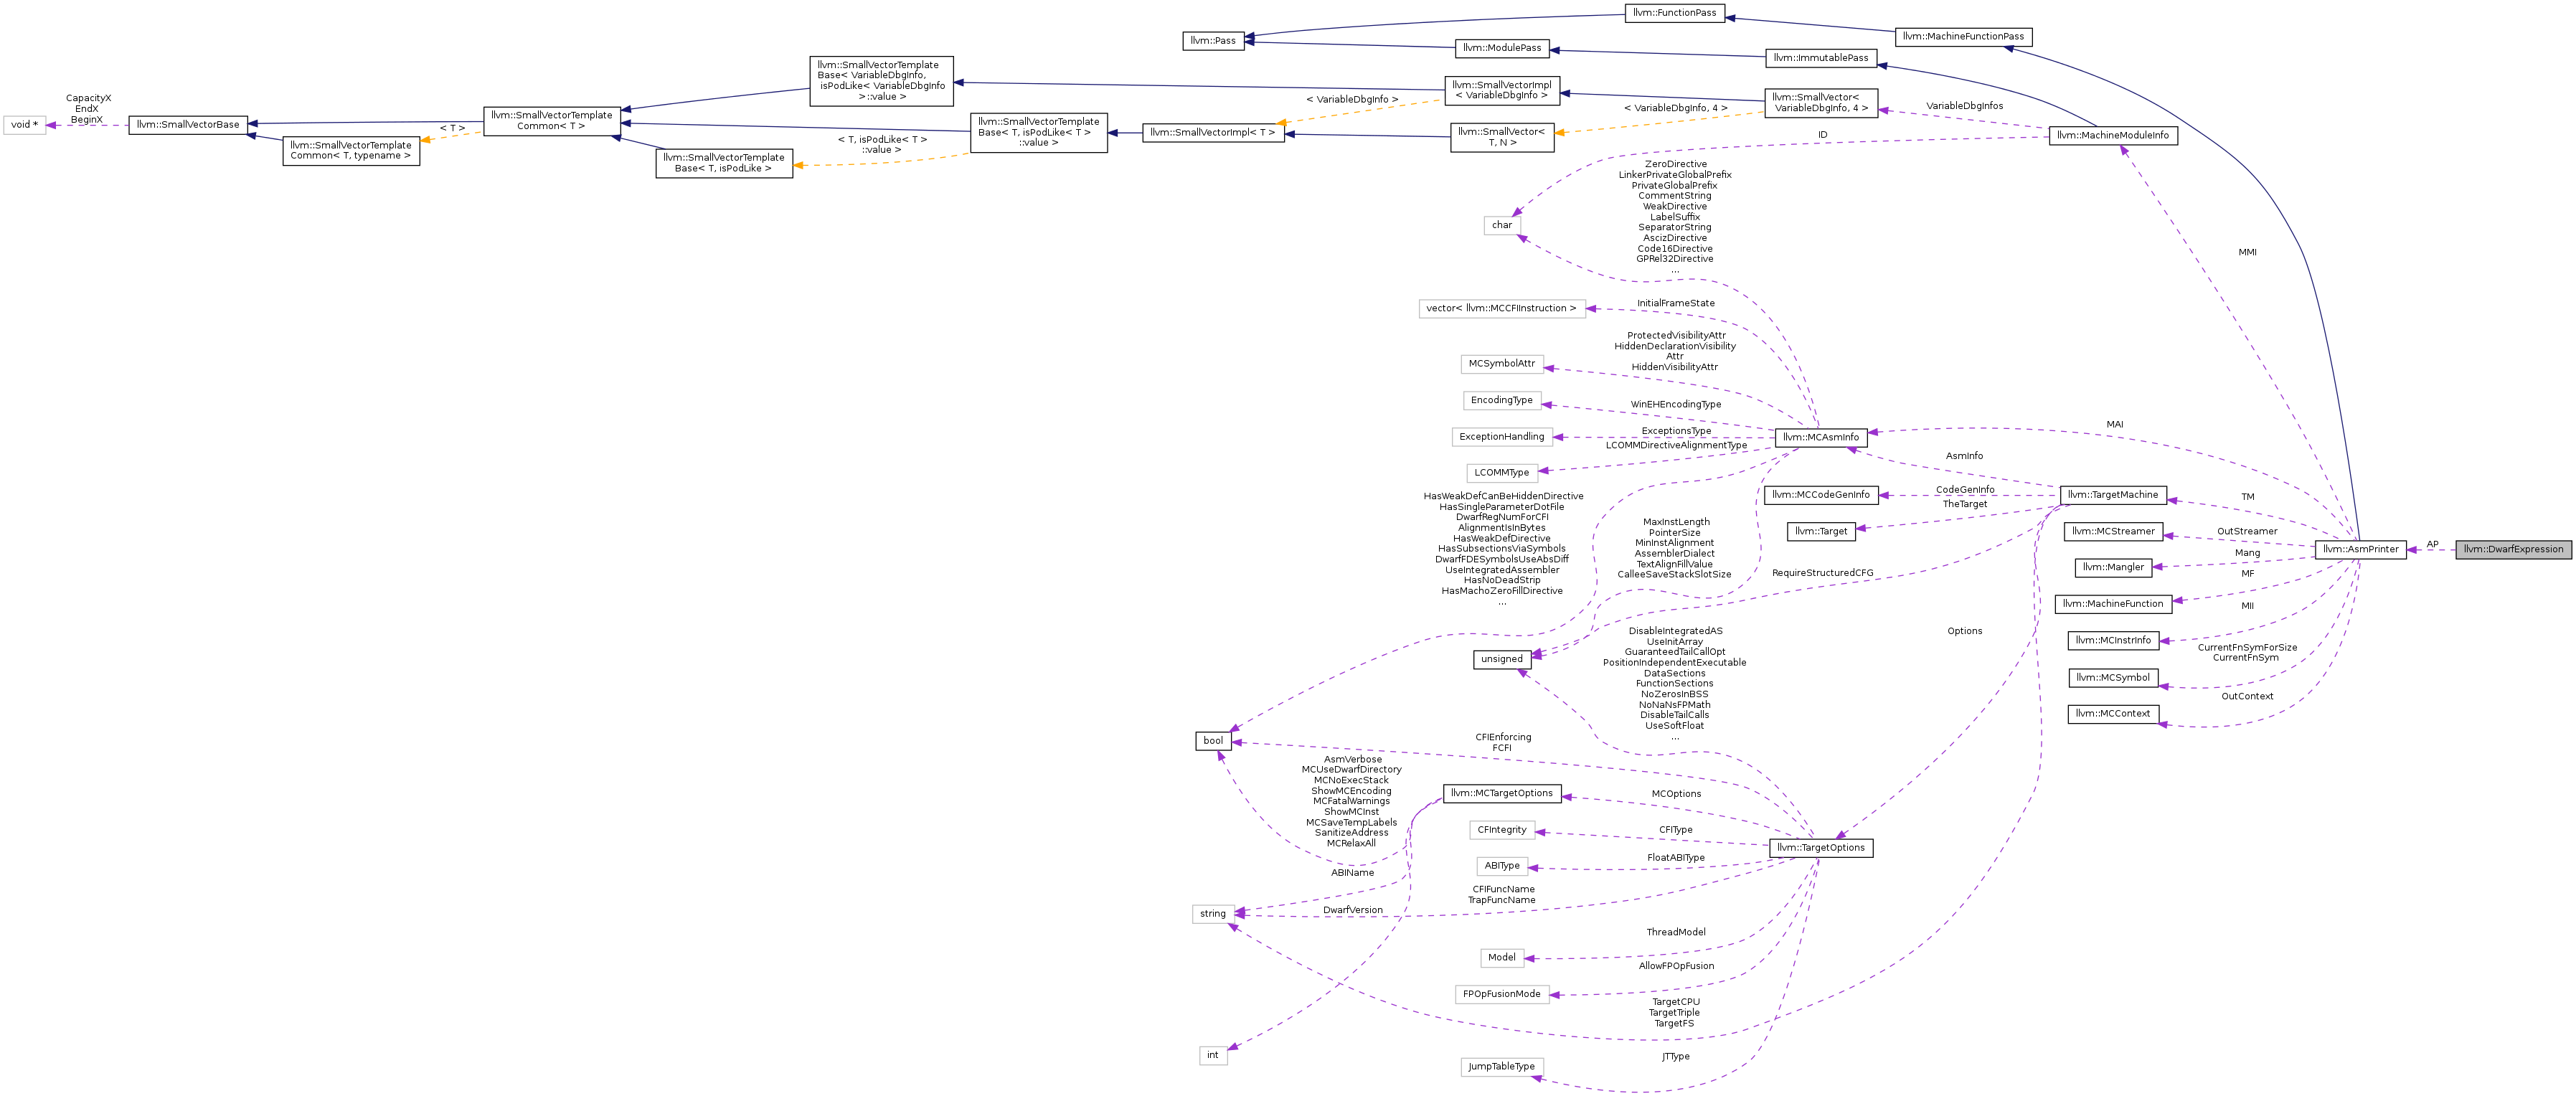 llvm::FunctionPass
llvm::Pass
llvm::ModulePass
llvm::MachineFunctionPass
llvm::ImmutablePass
llvm::SmallVectorTemplate
Base< VariableDbgInfo,
isPodLike< VariableDbgInfo
>::value >
llvm::SmallVectorImpl
< VariableDbgInfo >
llvm::SmallVector<
VariableDbgInfo, 4 >
VariableDbgInfos
< VariableDbgInfo >
< VariableDbgInfo, 4 >
CapacityX
EndX
BeginX
void *
llvm::SmallVectorBase
llvm::SmallVectorTemplate
Common< T >
< T >
llvm::SmallVectorTemplate
Common< T, typename >
llvm::SmallVectorTemplate
Base< T, isPodLike< T >
::value >
< T, isPodLike< T >
::value >
llvm::SmallVectorTemplate
Base< T, isPodLike >
llvm::SmallVectorImpl< T >
llvm::SmallVector<
T, N >
llvm::MachineModuleInfo
ID
ZeroDirective
LinkerPrivateGlobalPrefix
PrivateGlobalPrefix
CommentString
WeakDirective
LabelSuffix
SeparatorString
AscizDirective
Code16Directive
GPRel32Directive
...
char
MMI
InitialFrameState
vector< llvm::MCCFIInstruction >
ProtectedVisibilityAttr
HiddenDeclarationVisibility
Attr
HiddenVisibilityAttr
MCSymbolAttr
EncodingType
WinEHEncodingType
ExceptionHandling
ExceptionsType
LCOMMDirectiveAlignmentType
LCOMMType
llvm::MCAsmInfo
MAI
AsmInfo
HasWeakDefCanBeHiddenDirective
HasSingleParameterDotFile
DwarfRegNumForCFI
AlignmentIsInBytes
HasWeakDefDirective
HasSubsectionsViaSymbols
DwarfFDESymbolsUseAbsDiff
UseIntegratedAssembler
HasNoDeadStrip
HasMachoZeroFillDirective
...
MaxInstLength
PointerSize
MinInstAlignment
AssemblerDialect
TextAlignFillValue
CalleeSaveStackSlotSize
llvm::MCCodeGenInfo
CodeGenInfo
TheTarget
llvm::Target
llvm::TargetMachine
TM
llvm::MCStreamer
OutStreamer
llvm::Mangler
Mang
llvm::AsmPrinter
AP
llvm::DwarfExpression
RequireStructuredCFG
MF
llvm::MachineFunction
MII
llvm::MCInstrInfo
CurrentFnSymForSize
CurrentFnSym
llvm::MCSymbol
OutContext
llvm::MCContext
Options
unsigned
DisableIntegratedAS
UseInitArray
GuaranteedTailCallOpt
PositionIndependentExecutable
DataSections
FunctionSections
NoZerosInBSS
NoNaNsFPMath
DisableTailCalls
UseSoftFloat
...
bool
CFIEnforcing
FCFI
AsmVerbose
MCUseDwarfDirectory
MCNoExecStack
ShowMCEncoding
MCFatalWarnings
ShowMCInst
MCSaveTempLabels
SanitizeAddress
MCRelaxAll
llvm::MCTargetOptions
MCOptions
CFIntegrity
CFIType
llvm::TargetOptions
ABIType
FloatABIType
ABIName
CFIFuncName
TrapFuncName
string
DwarfVersion
ThreadModel
Model
AllowFPOpFusion
FPOpFusionMode
TargetCPU
TargetTriple
TargetFS
int
JTType
JumpTableType